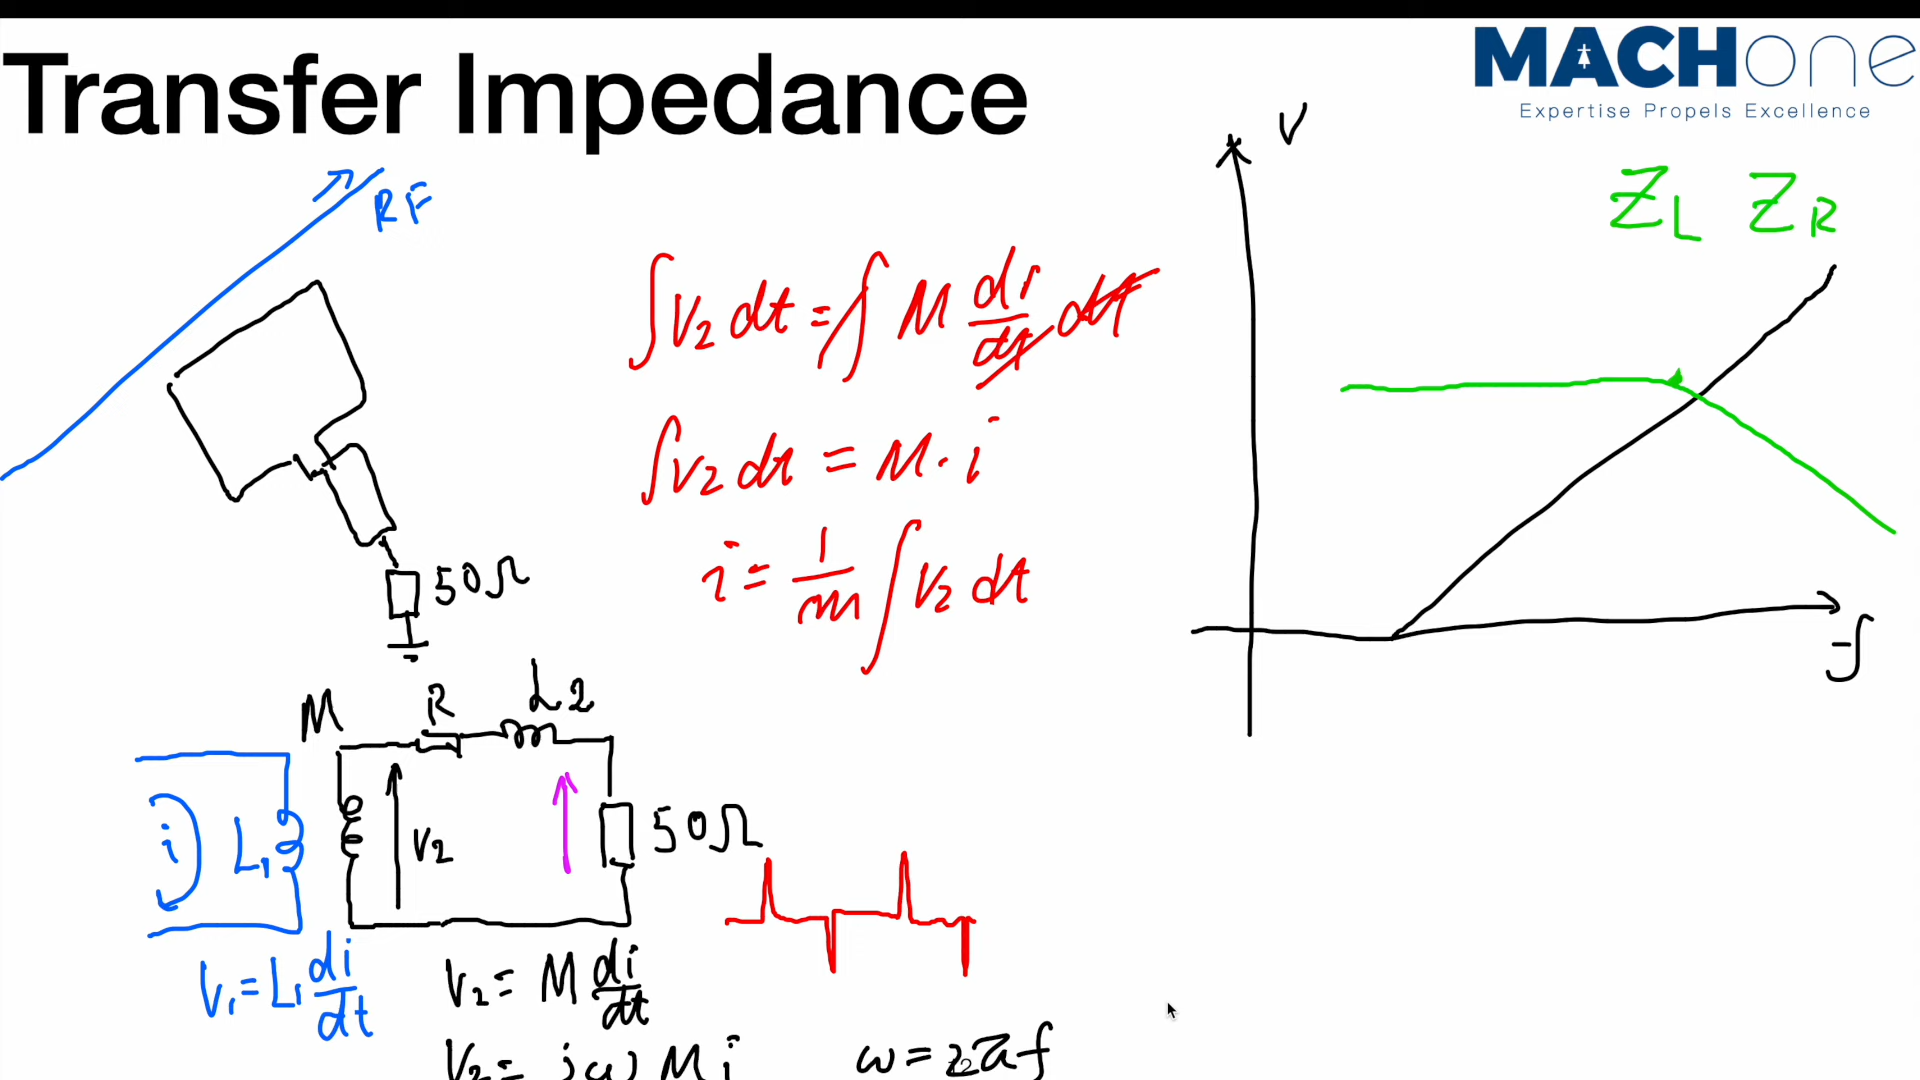 Transfer Impedance
MACHone
Expertise Propels Excellence
RF
V
ZL ZR
∫V2 dt = ∫ M di/dt dt
∫V2 dt = M · i
i = 1/m ∫V2 dt
50Ω
f
M
R
L2
i
L1
V2
50Ω
V1 = L1 di/dt
V2 = M di/dt
V2 = jω M i
ω = 2πf